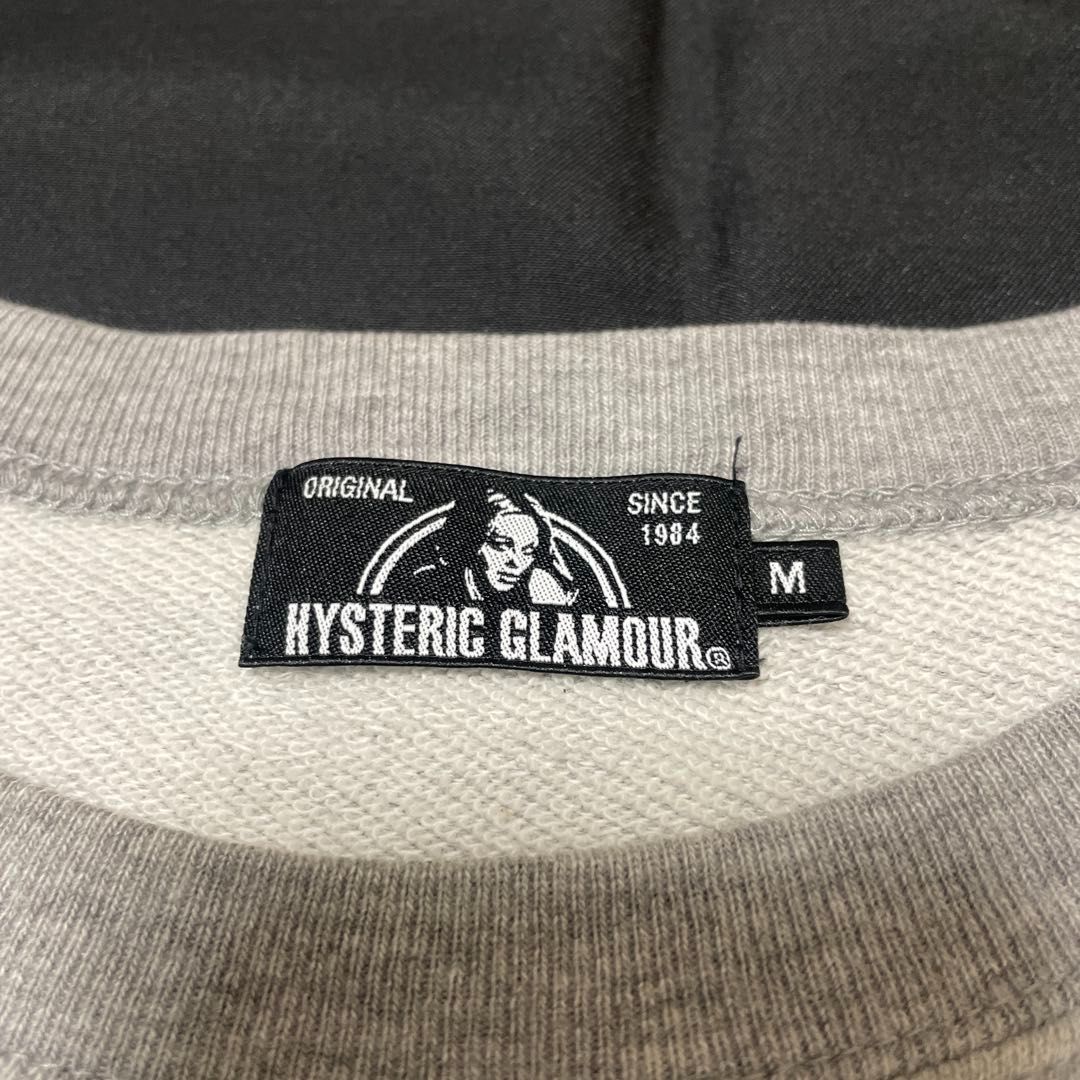 ORIGINAL
SINCE
1984
HYSTERIC GLAMOUR®
M